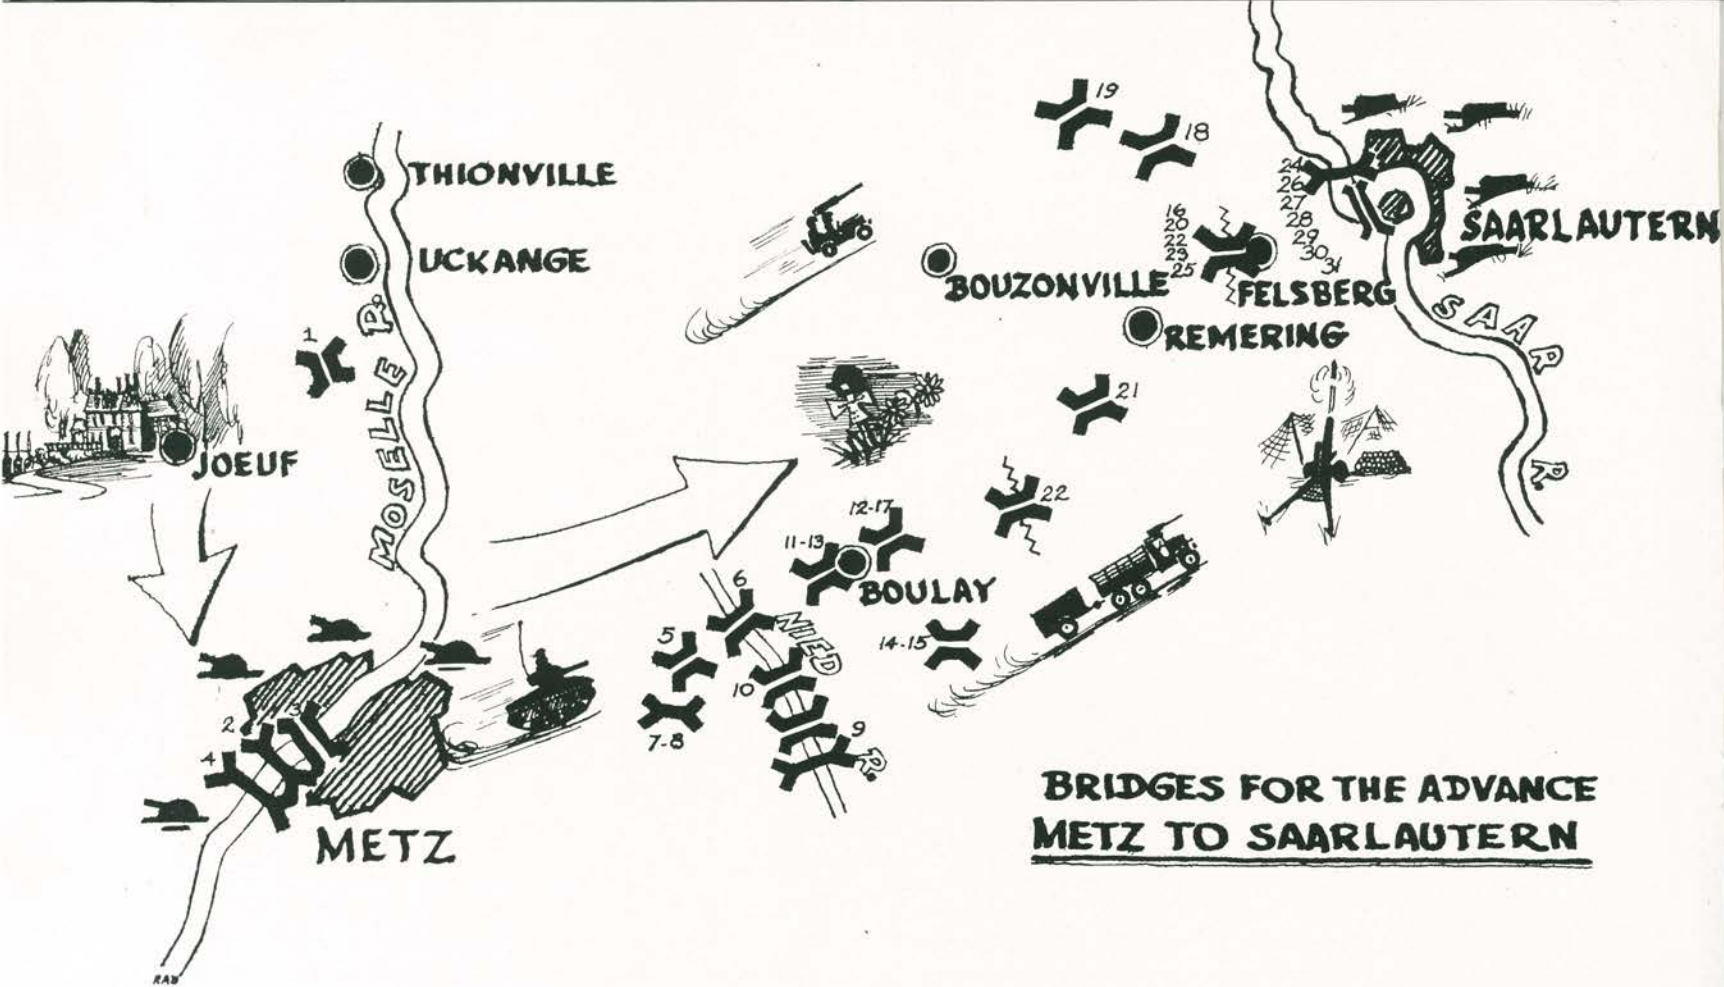 THIONVILLE
UCKANGE
MOSELLE R.
1
JOEUF
2
3
4
METZ
5
6
7-8
NIED R.
10
9
11-13
12-17
BOULAY
14-15
22
21
19
18
BOUZONVILLE
REMERING
16
20
22
23
25
FELSBERG
24
26
27
28
29
30
31
SAARLAUTERN
SAAR R.
BRIDGES FOR THE ADVANCE
METZ TO SAARLAUTERN